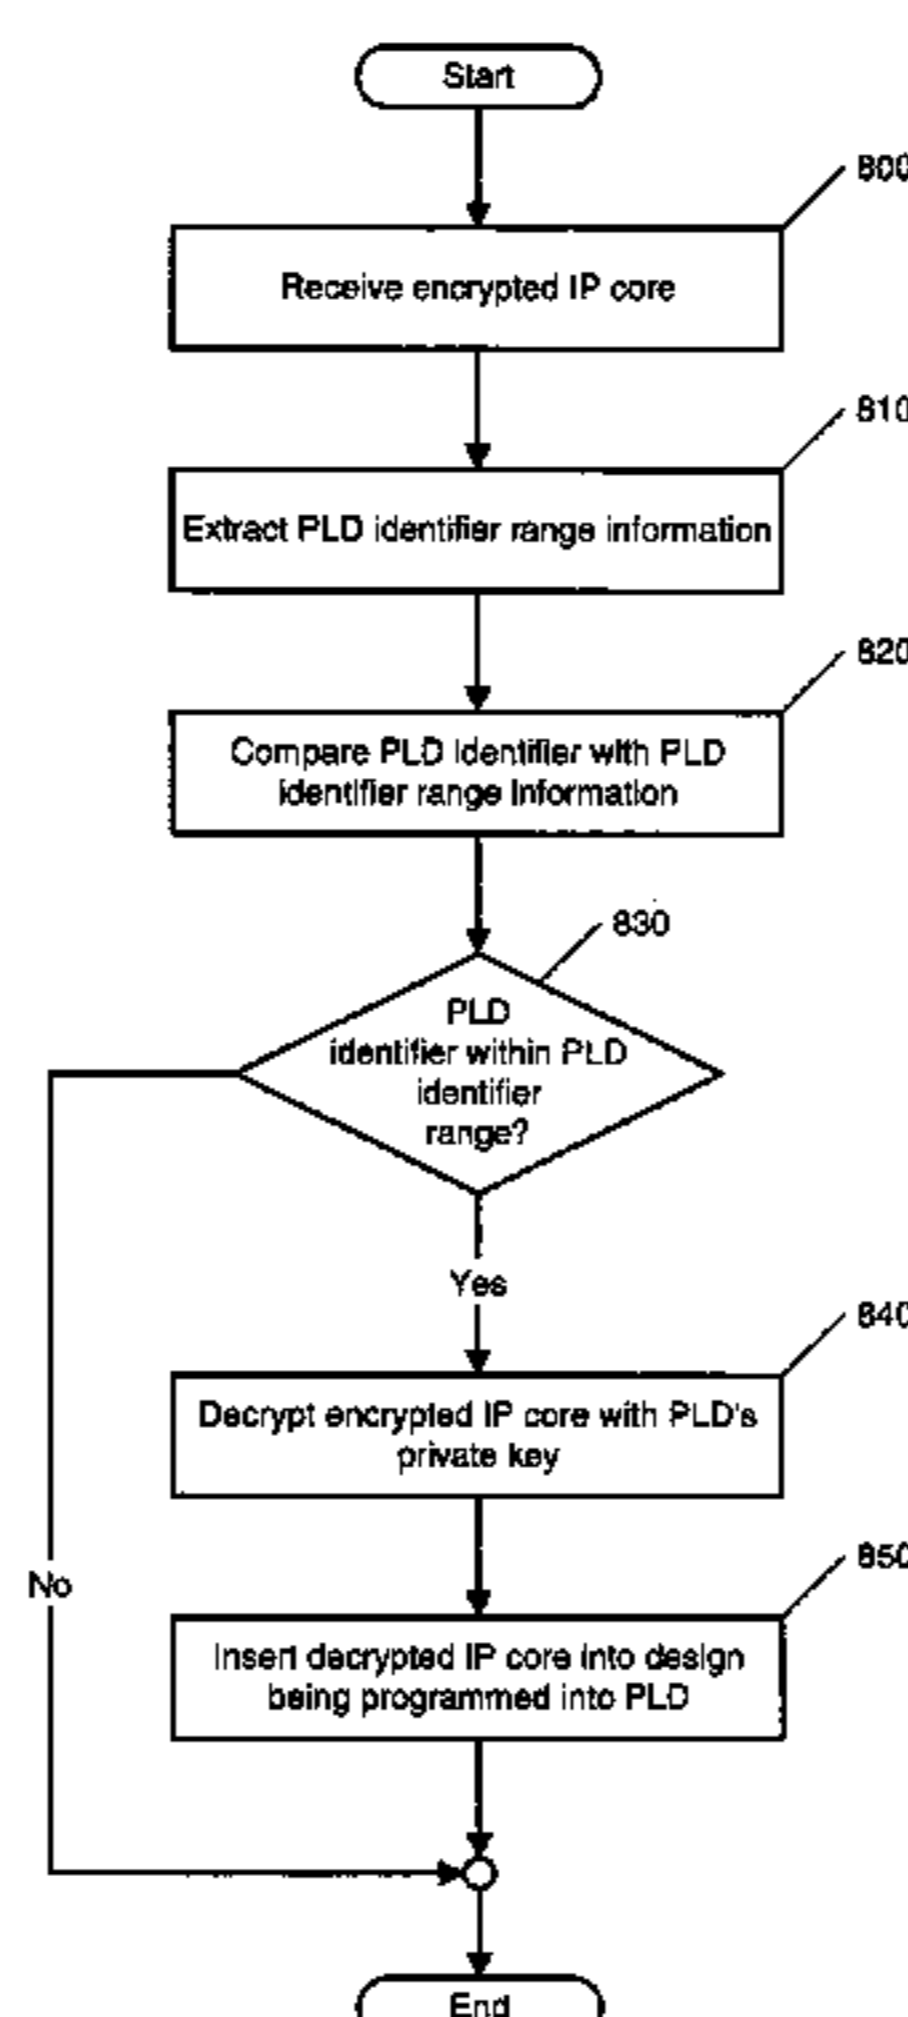 Start
800
Receive encrypted IP core
810
Extract PLD identifier range information
820
Compare PLD identifier with PLD
identifier range information
830
PLD
identifier within PLD
identifier
range?
Yes
840
Decrypt encrypted IP core with PLD's
private key
850
No
Insert decrypted IP core into design
being programmed into PLD
End